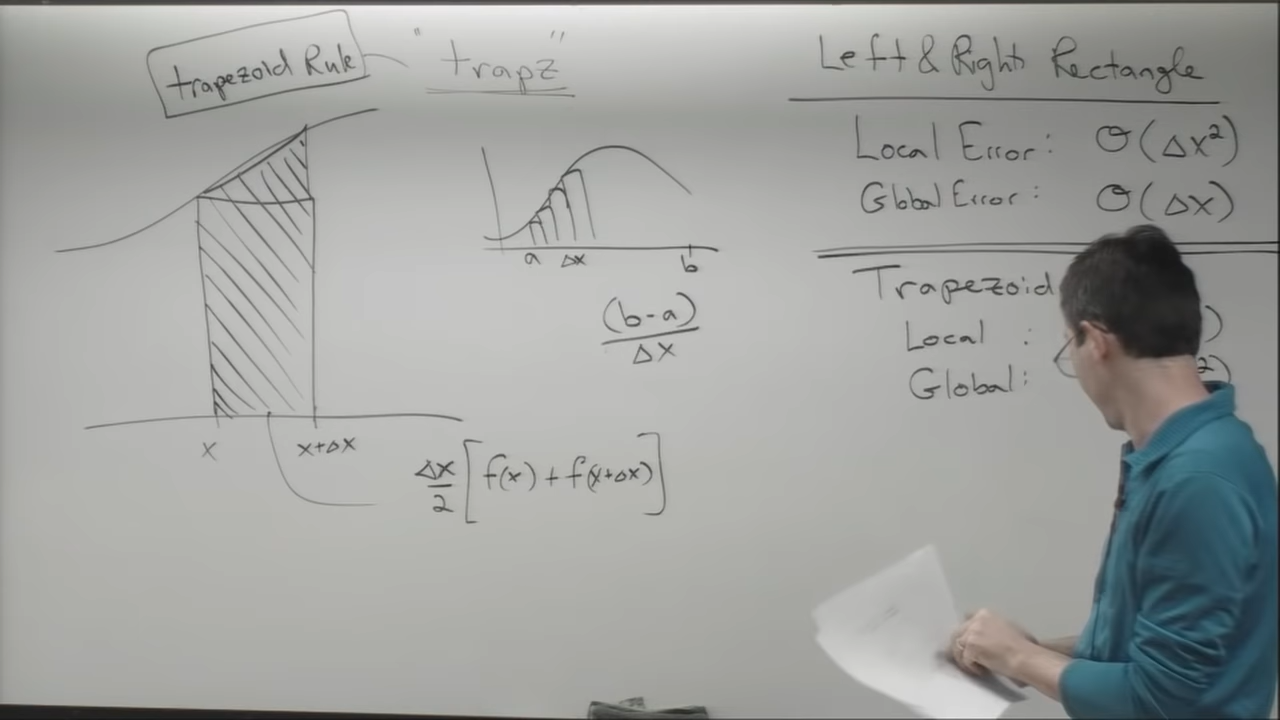 trapezoid Rule
"trapz"
x
x+Δx
a
Δx
b
(b-a)
Δx
Δx
2
[f(x) + f(x+Δx)]
Left & Right Rectangle
Local Error: O(Δx²)
Global Error: O(Δx)
Trapezoid
Local : )
Global: ²)